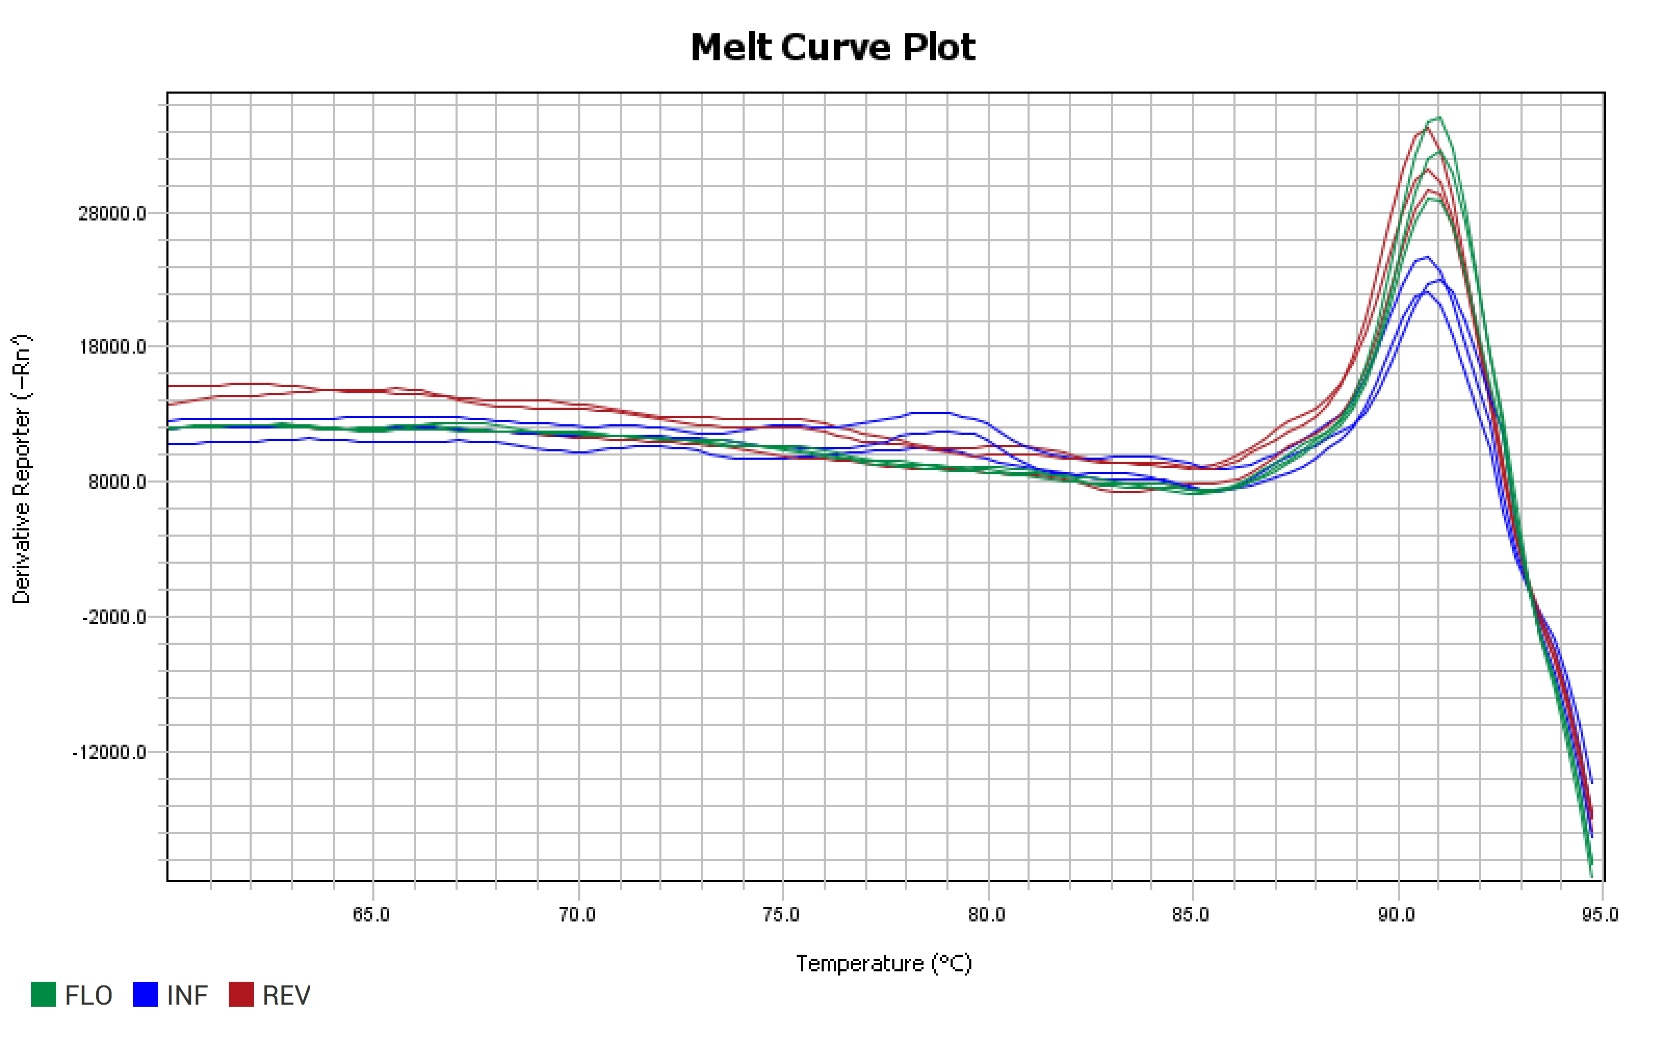 Melt Curve Plot
Derivative Reporter (-Rn')
28000.0
18000.0
8000.0
-2000.0
-12000.0
65.0 70.0 75.0 80.0 85.0 90.0 95.0
Temperature (°C)
FLO INF REV